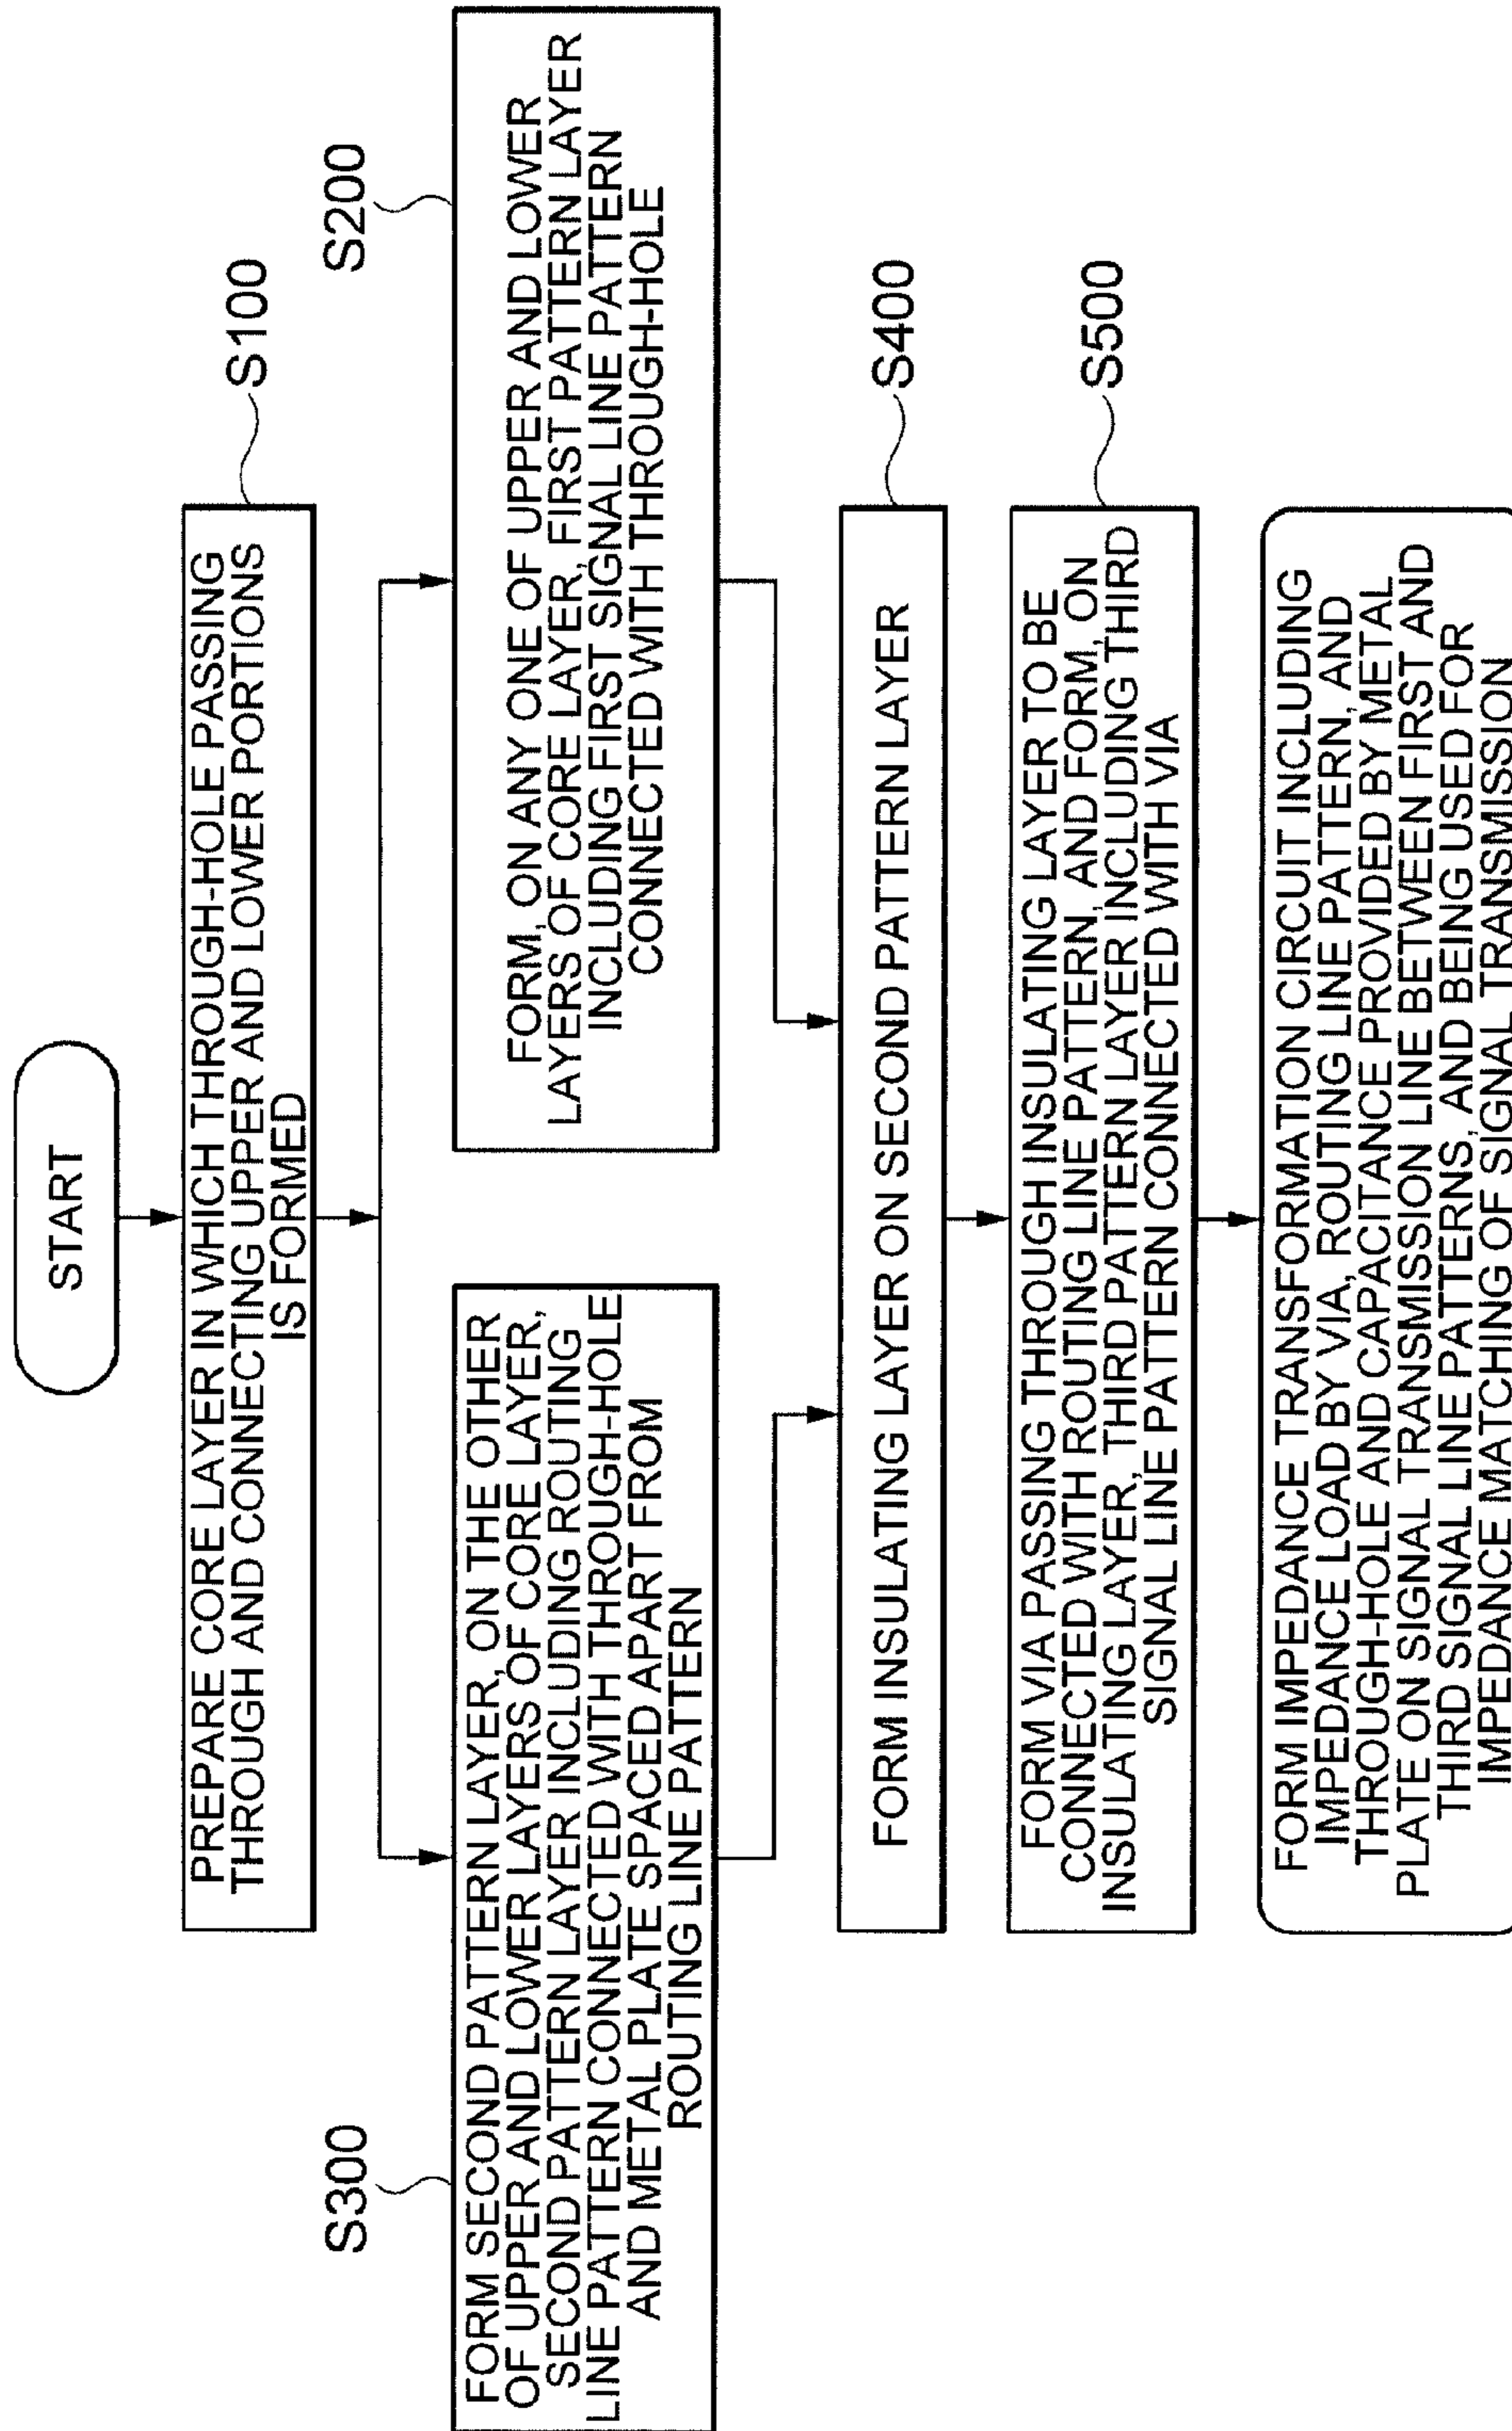 START
PREPARE CORE LAYER IN WHICH THROUGH-HOLE PASSING
THROUGH AND CONNECTING UPPER AND LOWER PORTIONS
IS FORMED
S100
S300
FORM SECOND PATTERN LAYER, ON THE OTHER
OF UPPER AND LOWER LAYERS OF CORE LAYER,
SECOND PATTERN LAYER INCLUDING ROUTING
LINE PATTERN CONNECTED WITH THROUGH-HOLE
AND METAL PLATE SPACED APART FROM
ROUTING LINE PATTERN
S200
FORM, ON ANY ONE OF UPPER AND LOWER
LAYERS OF CORE LAYER, FIRST PATTERN LAYER
INCLUDING FIRST SIGNAL LINE PATTERN
CONNECTED WITH THROUGH-HOLE
FORM INSULATING LAYER ON SECOND PATTERN LAYER
S400
FORM VIA PASSING THROUGH INSULATING LAYER TO BE
CONNECTED WITH ROUTING LINE PATTERN, AND FORM, ON
INSULATING LAYER, THIRD PATTERN LAYER INCLUDING THIRD
SIGNAL LINE PATTERN CONNECTED WITH VIA
S500
FORM IMPEDANCE TRANSFORMATION CIRCUIT INCLUDING
IMPEDANCE LOAD BY VIA, ROUTING LINE PATTERN, AND
THROUGH-HOLE AND CAPACITANCE PROVIDED BY METAL
PLATE ON SIGNAL TRANSMISSION LINE BETWEEN FIRST AND
THIRD SIGNAL LINE PATTERNS, AND BEING USED FOR
IMPEDANCE MATCHING OF SIGNAL TRANSMISSION